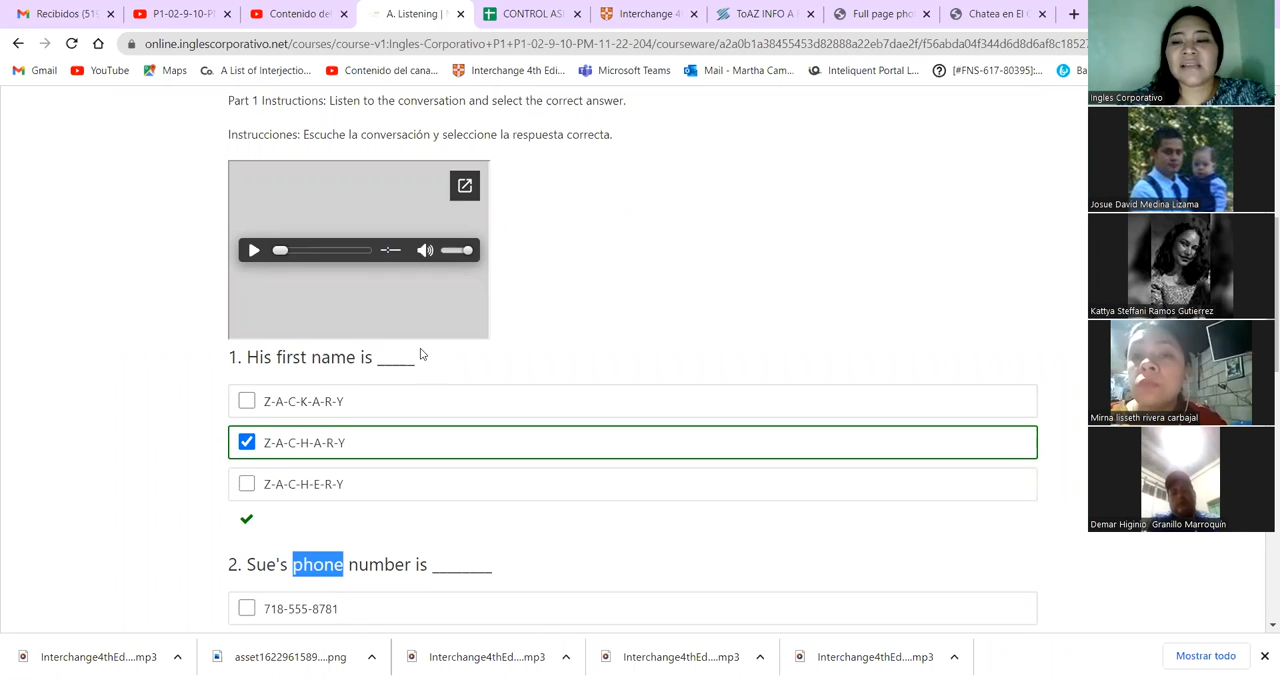 Recibidos (51
P1-02-9-10-P
Contenido de
A. Listening |
CONTROL AS
Interchange 4
ToAZ INFO A
Full page pho
Chatea en El C
online.inglescorporativo.net/courses/course-v1:Ingles-Corporativo+P1+P1-02-9-10-PM-11-22-204/courseware/a2a0b1a38455453d82888a22eb7dae2f/f56abda04f344d6d8d6af8c1852
Gmail
YouTube
Maps
A List of Interjectio...
Contenido del cana...
Interchange 4th Edi...
Microsoft Teams
Mail - Martha Cam...
Inteliquent Portal L...
[#FNS-617-80395]:...
Ba
Part 1 Instructions: Listen to the conversation and select the correct answer.
Instrucciones: Escuche la conversación y seleccione la respuesta correcta.
-:-
1. His first name is _____
Z-A-C-K-A-R-Y
Z-A-C-H-A-R-Y
Z-A-C-H-E-R-Y
2. Sue's phone number is ________
718-555-8781
Ingles Corporativo
Josue David Medina Lizama
Kattya Steffani Ramos Gutierrez
Mirna lisseth rivera carbajal
Demar Higinio Granillo Marroquin
Interchange4thEd....mp3
asset1622961589....png
Interchange4thEd....mp3
Interchange4thEd....mp3
Interchange4thEd....mp3
Mostrar todo